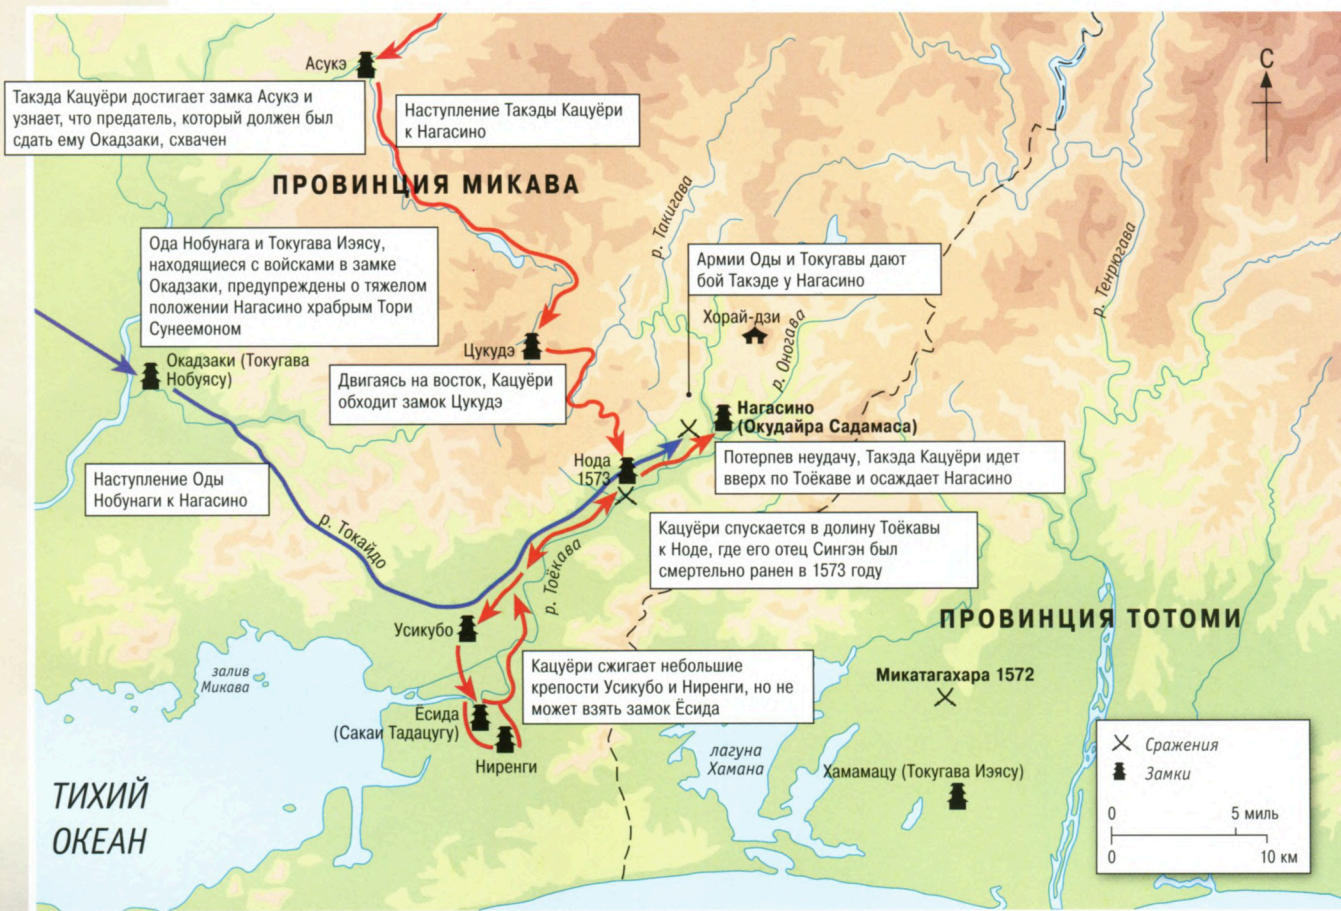 С
Асукэ
Такэда Кацуёри достигает замка Асукэ и
узнает, что предатель, который должен был
сдать ему Окадзаки, схвачен
Наступление Такэды Кацуёри
к Нагасино
ПРОВИНЦИЯ МИКАВА
р. Такигава
Ода Нобунага и Токугава Иэясу,
находящиеся с войсками в замке
Окадзаки, предупреждены о тяжелом
положении Нагасино храбрым Тори
Сунеемоном
Армии Оды и Токугавы дают
бой Такэде у Нагасино
р. Тенрюгава
Хорай-дзи
р. Оногава
Цукудэ
Окадзаки (Токугава
Нобуясу)
Двигаясь на восток, Кацуёри
обходит замок Цукудэ
Нагасино
(Окудайра Садамаса)
Нода
1573
Потерпев неудачу, Такэда Кацуёри идет
вверх по Тоёкаве и осаждает Нагасино
Наступление Оды
Нобунаги к Нагасино
р. Токайдо
Кацуёри спускается в долину Тоёкавы
к Ноде, где его отец Сингэн был
смертельно ранен в 1573 году
р. Тоёкава
ПРОВИНЦИЯ ТОТОМИ
Усикубо
залив
Микава
Кацуёри сжигает небольшие
крепости Усикубо и Ниренги, но не
может взять замок Ёсида
Микатагахара 1572
Ёсида
(Сакаи Тадацугу)
Ниренги
лагуна
Хамана
Хамамацу (Токугава Иэясу)
ТИХИЙ
ОКЕАН
Сражения
Замки
0 5 миль
0 10 км